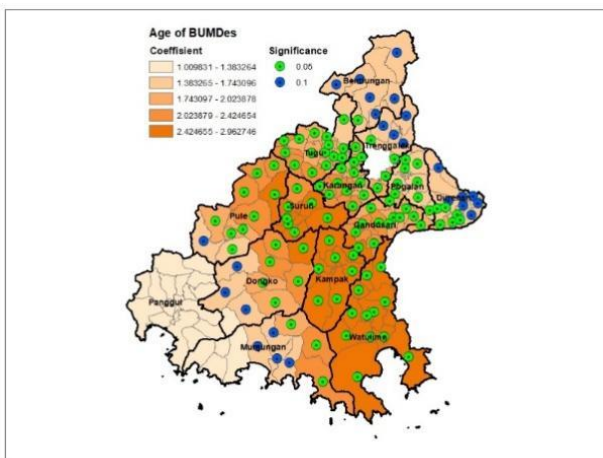 Age of BUMDes
Coeffisient
1.009831 - 1.383264
1.383265 - 1.743096
1.743097 - 2.023878
2.023879 - 2.424654
2.424655 - 2.962746
Significance
0.05
0.1
Bendungan
Tugu
Trenggalek
Karangan
Pogalan
Durenan
Suruh
Pule
Gandusari
Dongko
Kampak
Panggul
Munjungan
Watulimo